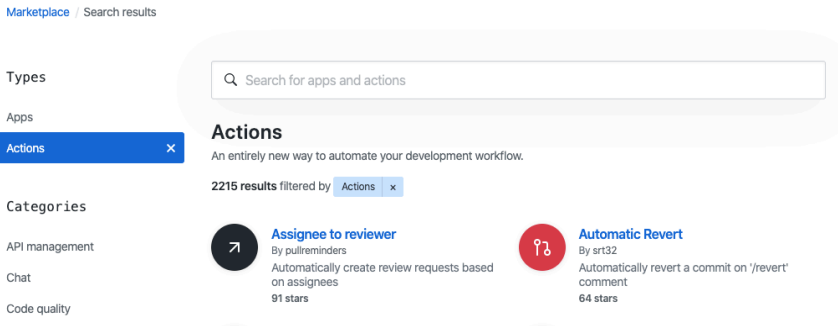 Marketplace / Search results
Types
Apps
Actions ×
Categories
API management
Chat
Code quality
Search for apps and actions
Actions
An entirely new way to automate your development workflow.
2215 results filtered by Actions ×
Assignee to reviewer
By pullreminders
Automatically create review requests based
on assignees
91 stars
Automatic Revert
By srt32
Automatically revert a commit on '/revert'
comment
64 stars